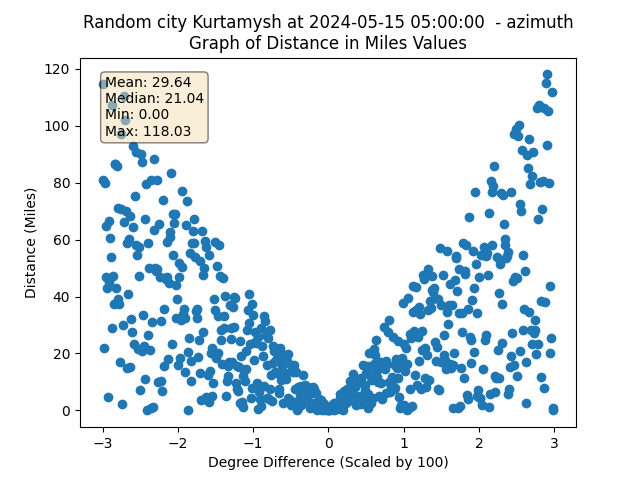 Random city Kurtamysh at 2024-05-15 05:00:00 - azimuth
Graph of Distance in Miles Values
Mean: 29.64
Median: 21.04
Min: 0.00
Max: 118.03
120
100
80
60
40
20
0
Distance (Miles)
−3 −2 −1 0 1 2 3
Degree Difference (Scaled by 100)